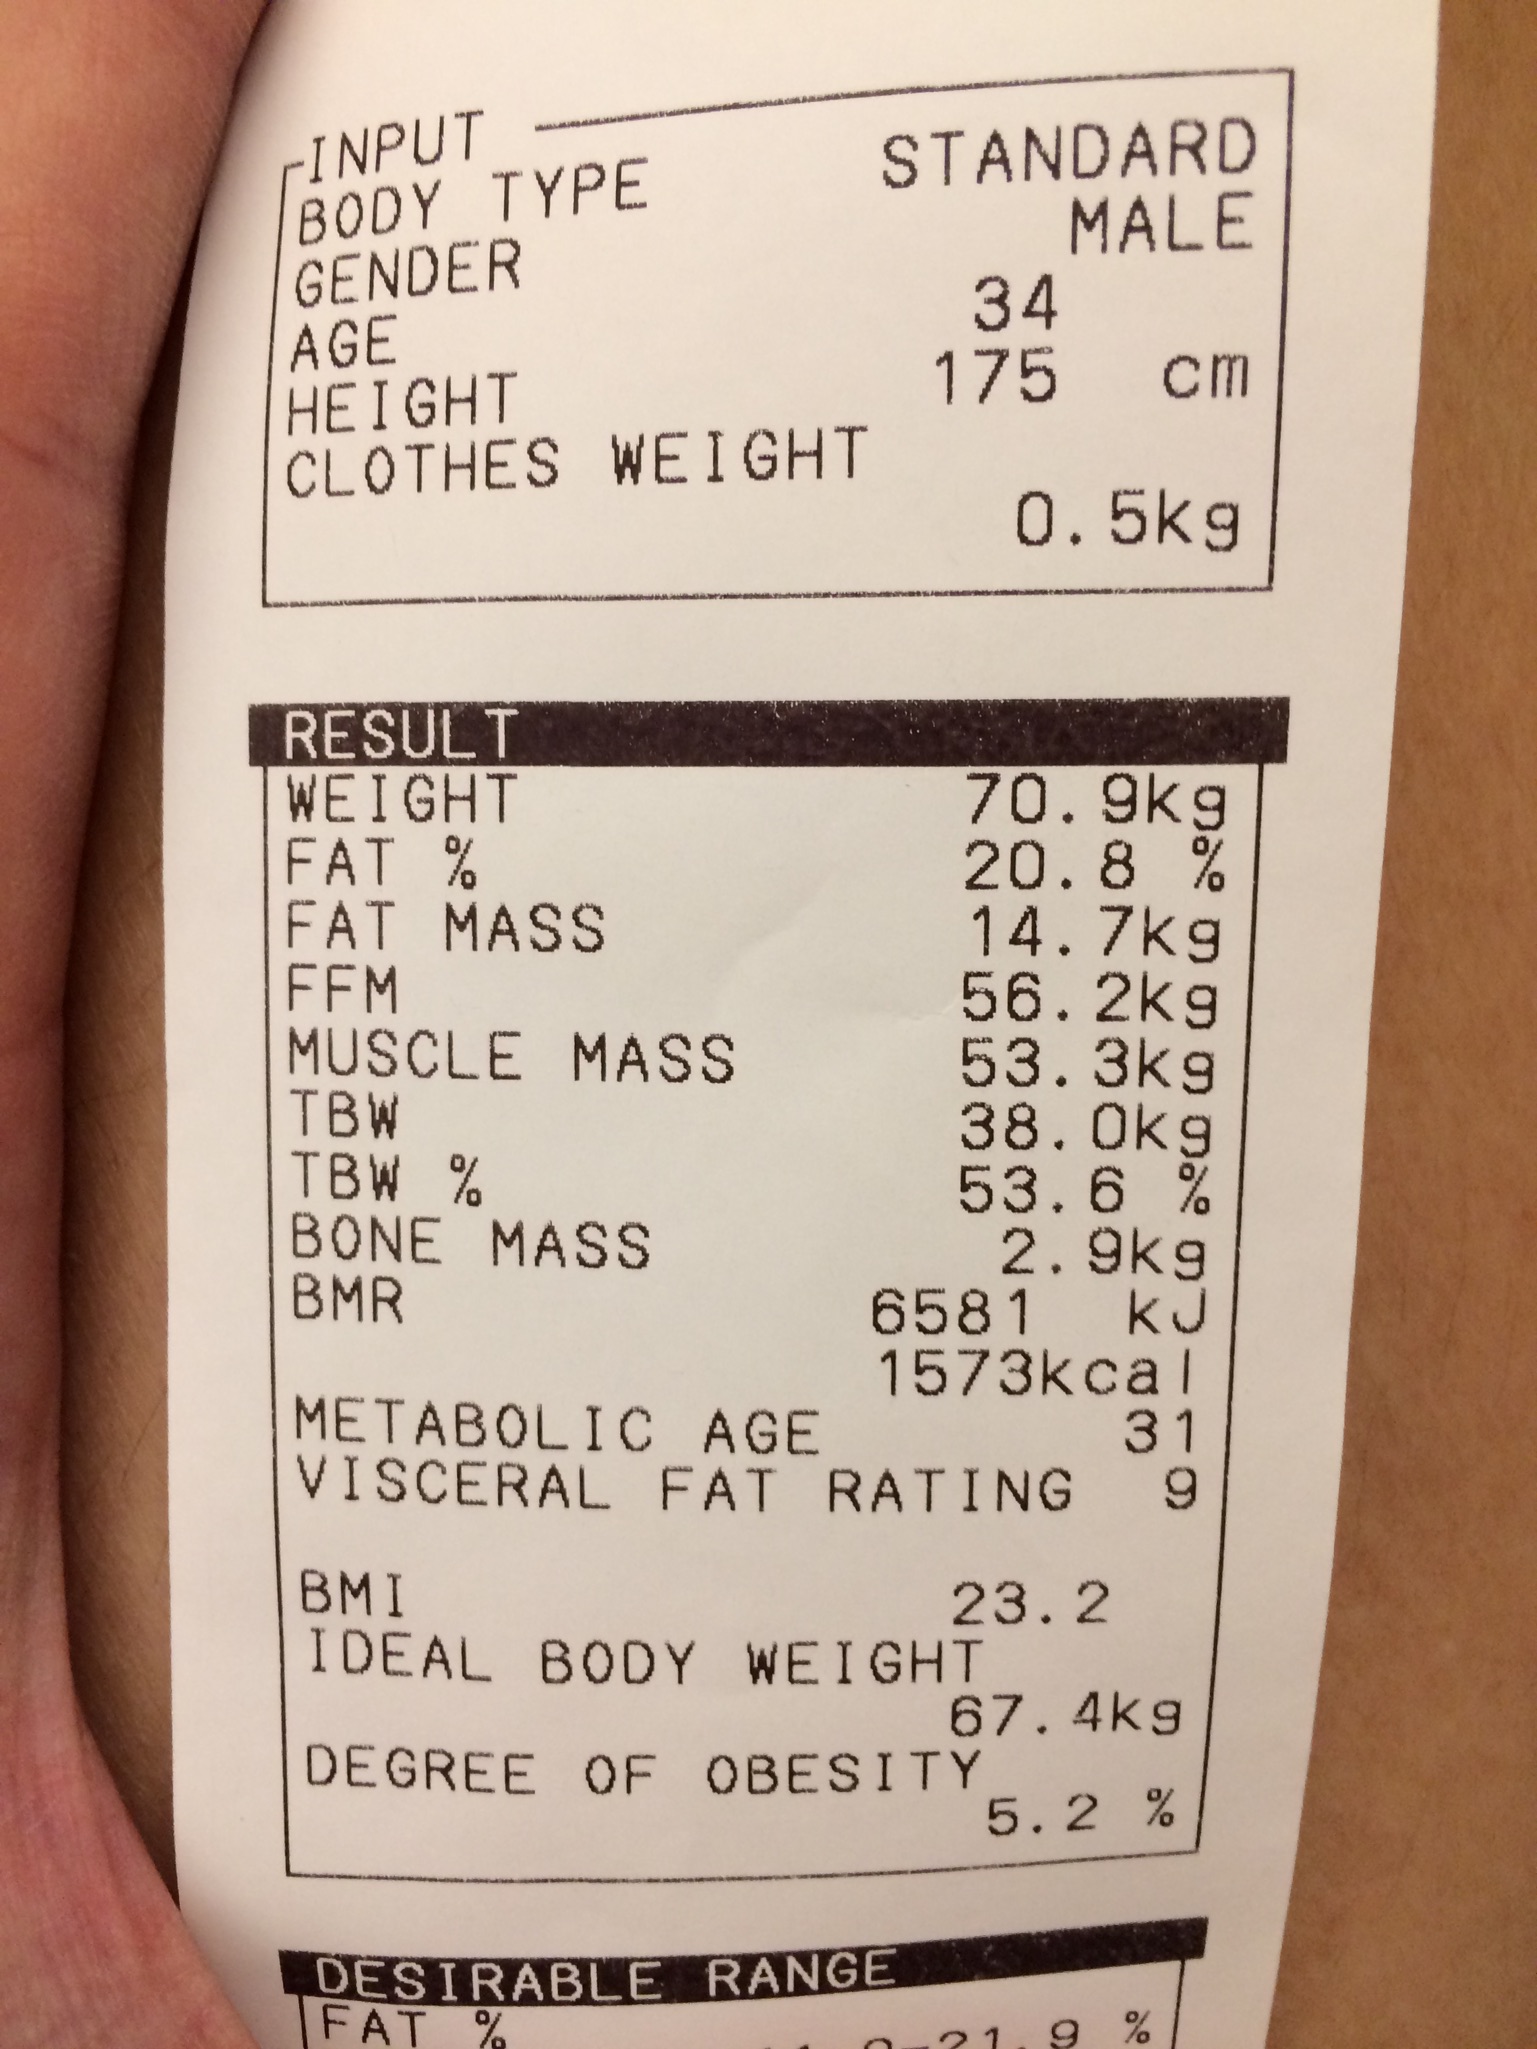 INPUT
BODY TYPE STANDARD
GENDER MALE
AGE 34
HEIGHT 175 cm
CLOTHES WEIGHT
0.5kg
RESULT
WEIGHT 70.9kg
FAT % 20.8 %
FAT MASS 14.7kg
FFM 56.2kg
MUSCLE MASS 53.3kg
TBW 38.0kg
TBW % 53.6 %
BONE MASS 2.9kg
BMR 6581 kJ
1573kcal
METABOLIC AGE 31
VISCERAL FAT RATING 9
BMI 23.2
IDEAL BODY WEIGHT
67.4kg
DEGREE OF OBESITY
5.2 %
DESIRABLE RANGE
FAT % -21.9 %